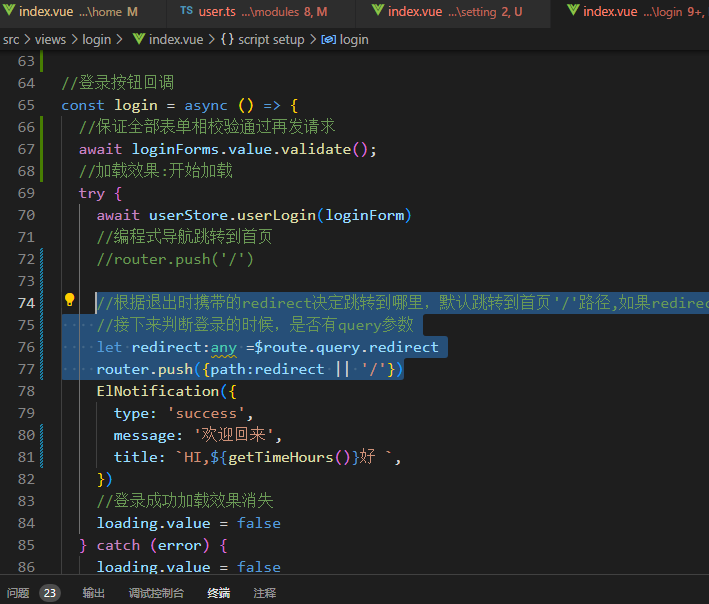 index.vue ...\home M TS user.ts ...\modules 8, M index.vue ...\setting 2, U index.vue ...\login 9+,
src > views > login > index.vue > {} script setup > login
63
64 //登录按钮回调
65 const login = async () => {
66 //保证全部表单相校验通过再发请求
67 await loginForms.value.validate();
68 //加载效果:开始加载
69 try {
70 await userStore.userLogin(loginForm)
71 //编程式导航跳转到首页
72 //router.push('/')
73
74 //根据退出时携带的redirect决定跳转到哪里，默认跳转到首页'/'路径,如果redirec
75 //接下来判断登录的时候，是否有query参数
76 let redirect:any =$route.query.redirect
77 router.push({path:redirect || '/'})
78 ElNotification({
79 type: 'success',
80 message: '欢迎回来',
81 title: `HI,${getTimeHours()}好 `,
82 })
83 //登录成功加载效果消失
84 loading.value = false
85 } catch (error) {
86 loading.value = false
问题 23 输出 调试控制台 终端 注释